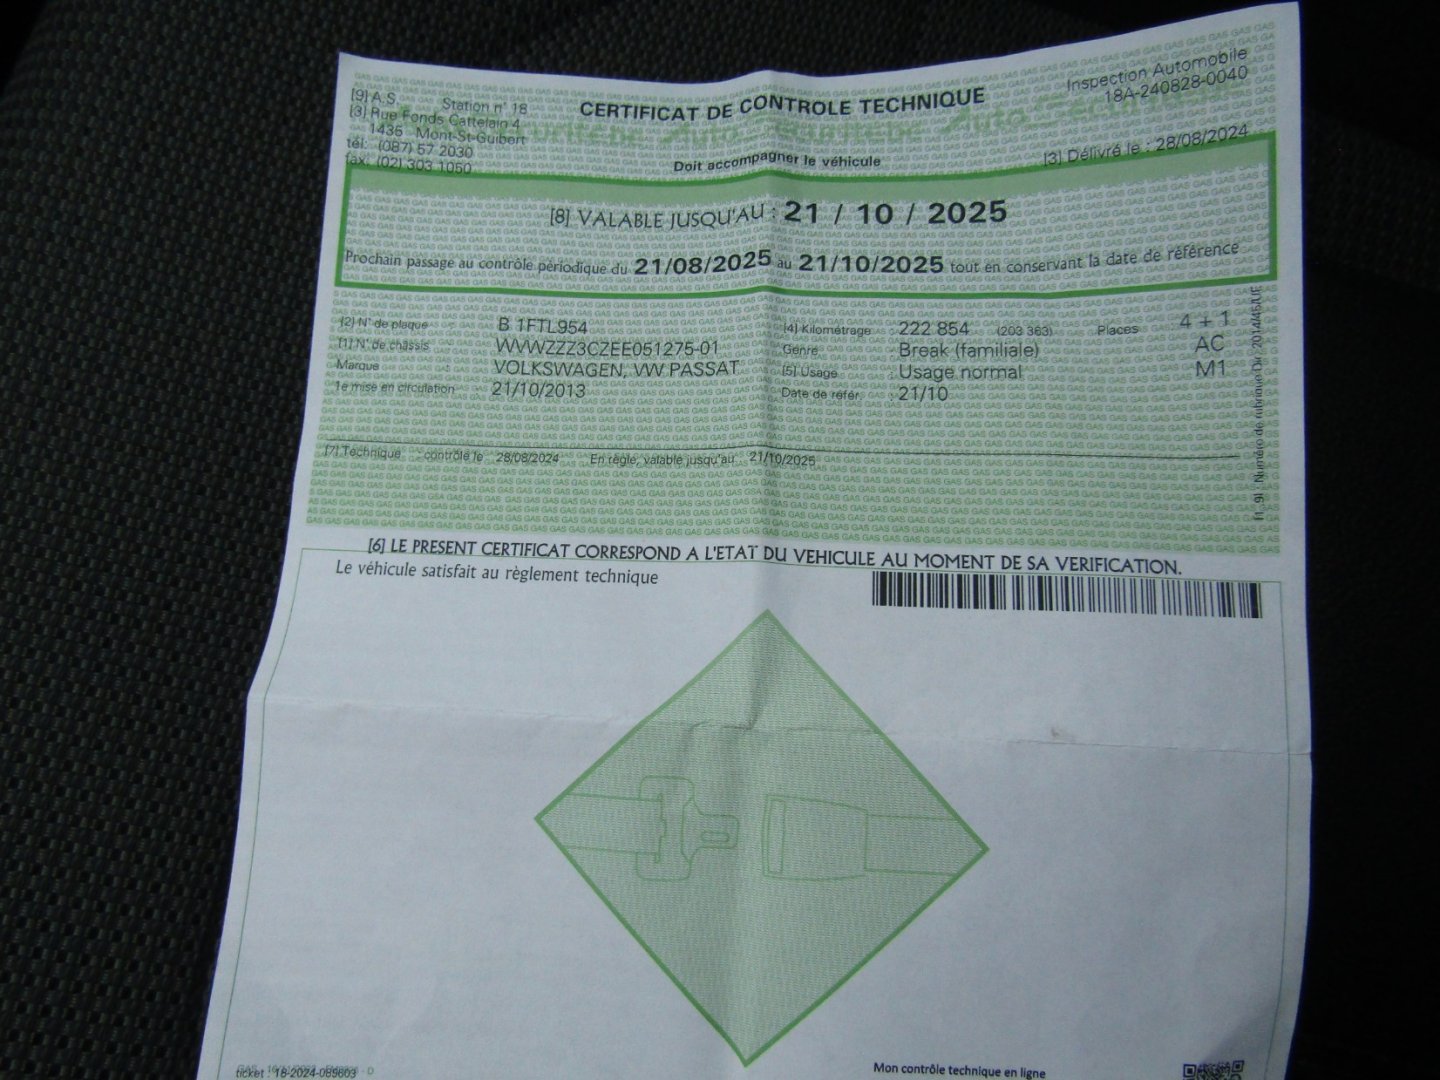 [9] A.S. Station n° 18
[3] Rue Fonds Cattelain 4
1435 Mont-St-Guibert
tél: (087) 57 2030
fax: (02) 303 1050
CERTIFICAT DE CONTROLE TECHNIQUE
Doit accompagner le véhicule
Inspection Automobile
18A-240828-0040
[3] Délivré le : 28/08/2024
[8] VALABLE JUSQU'AU : 21 / 10 / 2025
Prochain passage au contrôle périodique du 21/08/2025 au 21/10/2025 tout en conservant la date de référence
[2] N° de plaque B 1FTL954
[1] N° de châssis WVWZZZ3CZEE051275-01
Marque VOLKSWAGEN, VW PASSAT
1e mise en circulation 21/10/2013
[4] Kilométrage : 222 854 (203 363) Places 4 + 1
Genre : Break (familiale) AC
[5] Usage : Usage normal M1
Date de référ. : 21/10
[7] Technique : contrôlé le 28/08/2024 En règle, valable jusqu'au 21/10/2025
[6] LE PRESENT CERTIFICAT CORRESPOND A L'ETAT DU VEHICULE AU MOMENT DE SA VERIFICATION.
Le véhicule satisfait au règlement technique
ticket : 18-2024-085603
Mon contrôle technique en ligne